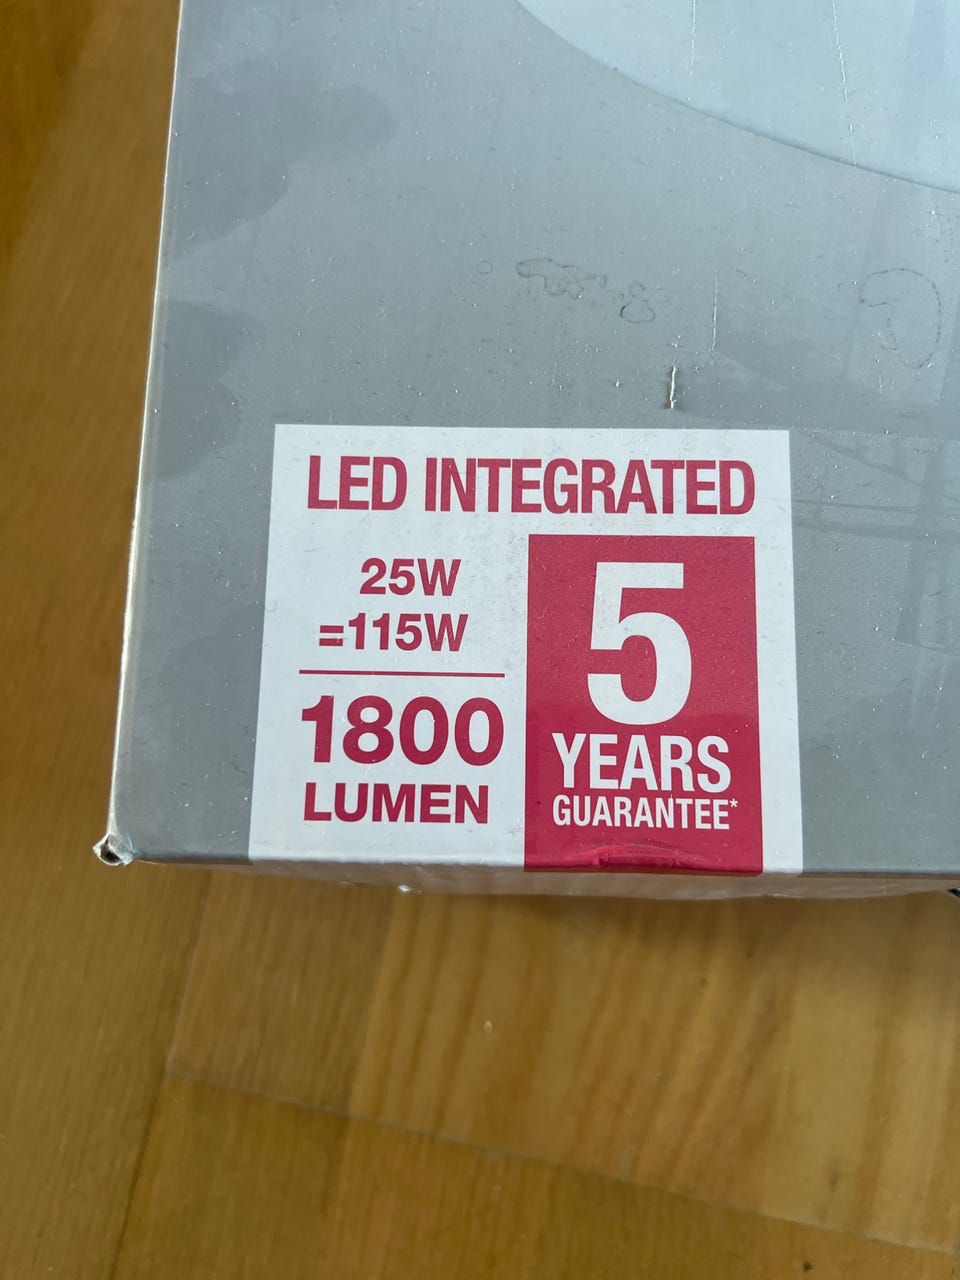 LED INTEGRATED
25W
=115W
1800
LUMEN
5
YEARS
GUARANTEE*